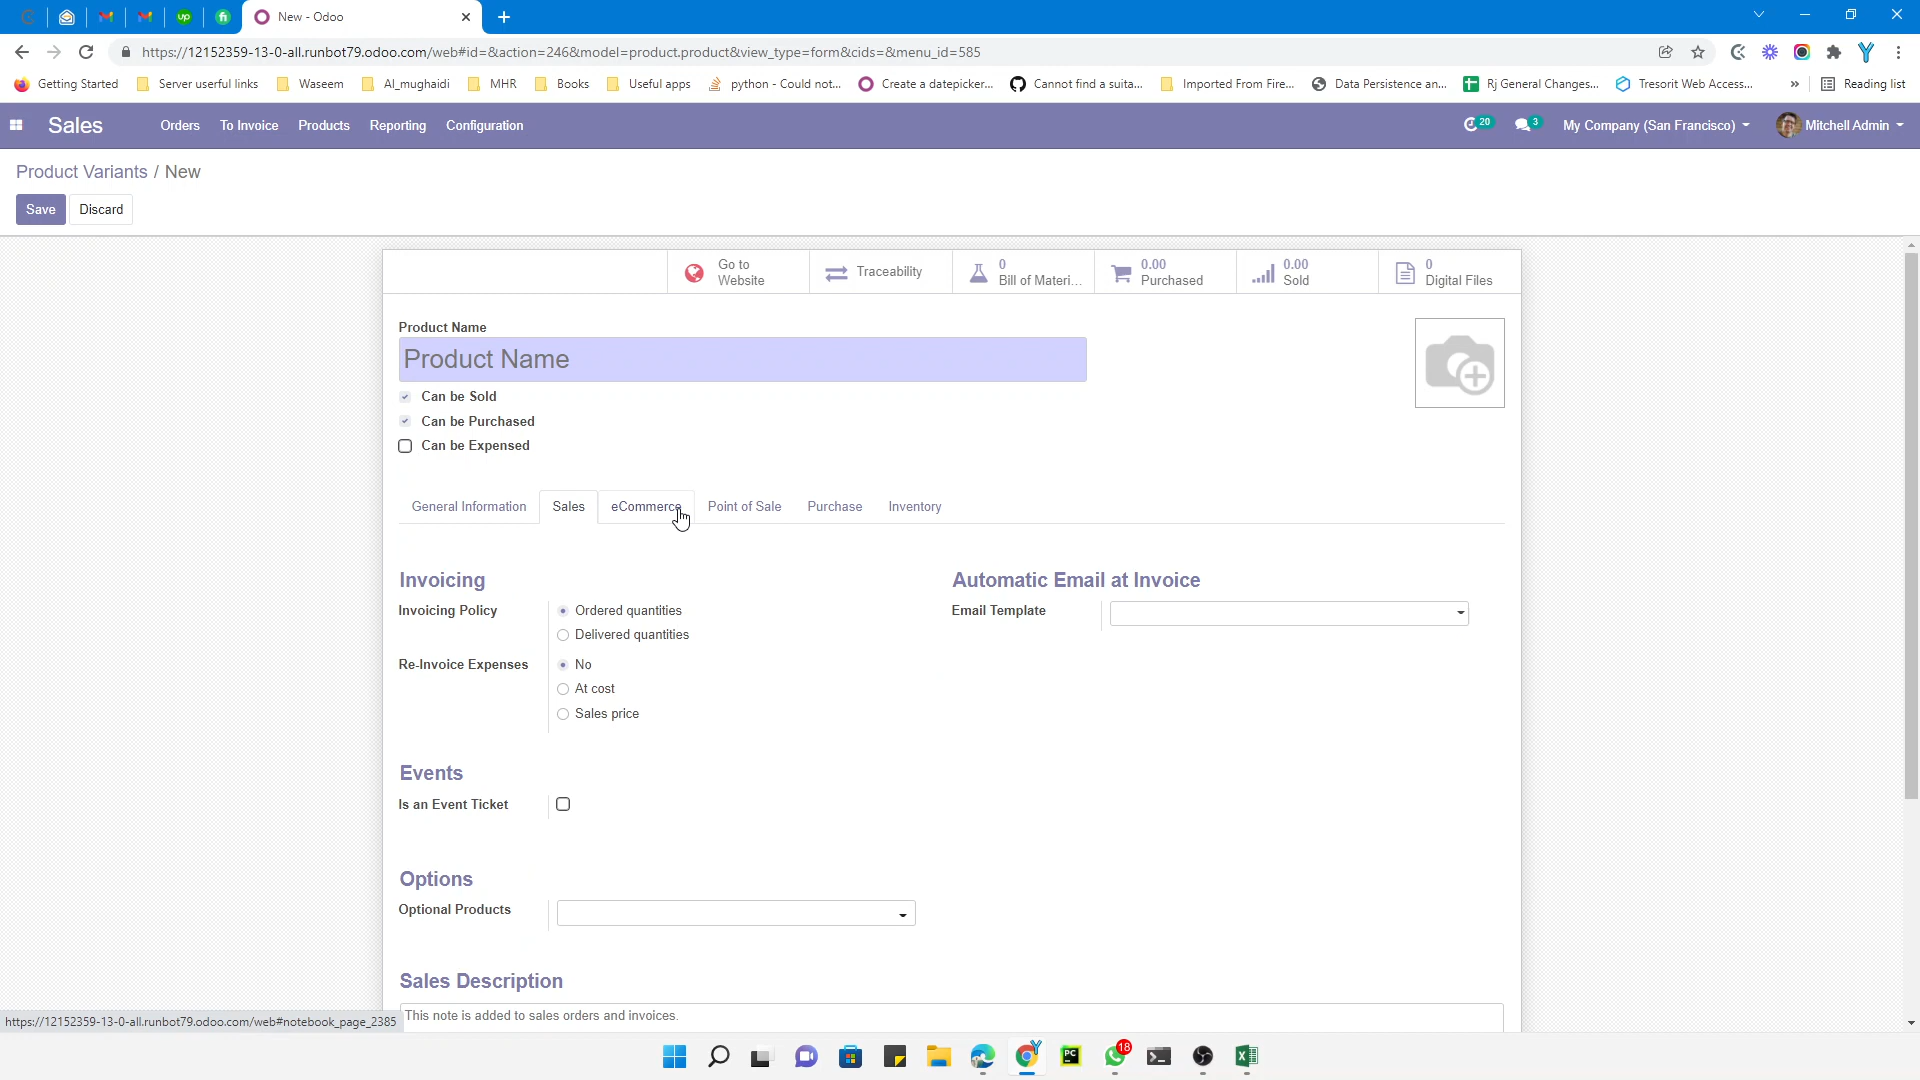 New - Odoo
https://12152359-13-0-all.runbot79.odoo.com/web#id=&action=246&model=product.product&view_type=form&cids=&menu_id=585
Getting Started Server userful links Waseem Al_mughaidi MHR Books Useful apps python - Could not... Create a datepicker... Cannot find a suita... Imported From Fire... Data Persistence an... Rj General Changes... Tresorit Web Access... » Reading list
Sales Orders To Invoice Products Reporting Configuration 20 3 My Company (San Francisco) Mitchell Admin
Product Variants / New
Save Discard
Go to Website Traceability 0 Bill of Materi... 0.00 Purchased 0.00 Sold 0 Digital Files
Product Name
Product Name
Can be Sold
Can be Purchased
Can be Expensed
General Information Sales eCommerce Point of Sale Purchase Inventory
Invoicing Automatic Email at Invoice
Invoicing Policy Ordered quantities Email Template
Delivered quantities
Re-Invoice Expenses No
At cost
Sales price
Events
Is an Event Ticket
Options
Optional Products
Sales Description
This note is added to sales orders and invoices.
https://12152359-13-0-all.runbot79.odoo.com/web#notebook_page_2385
18